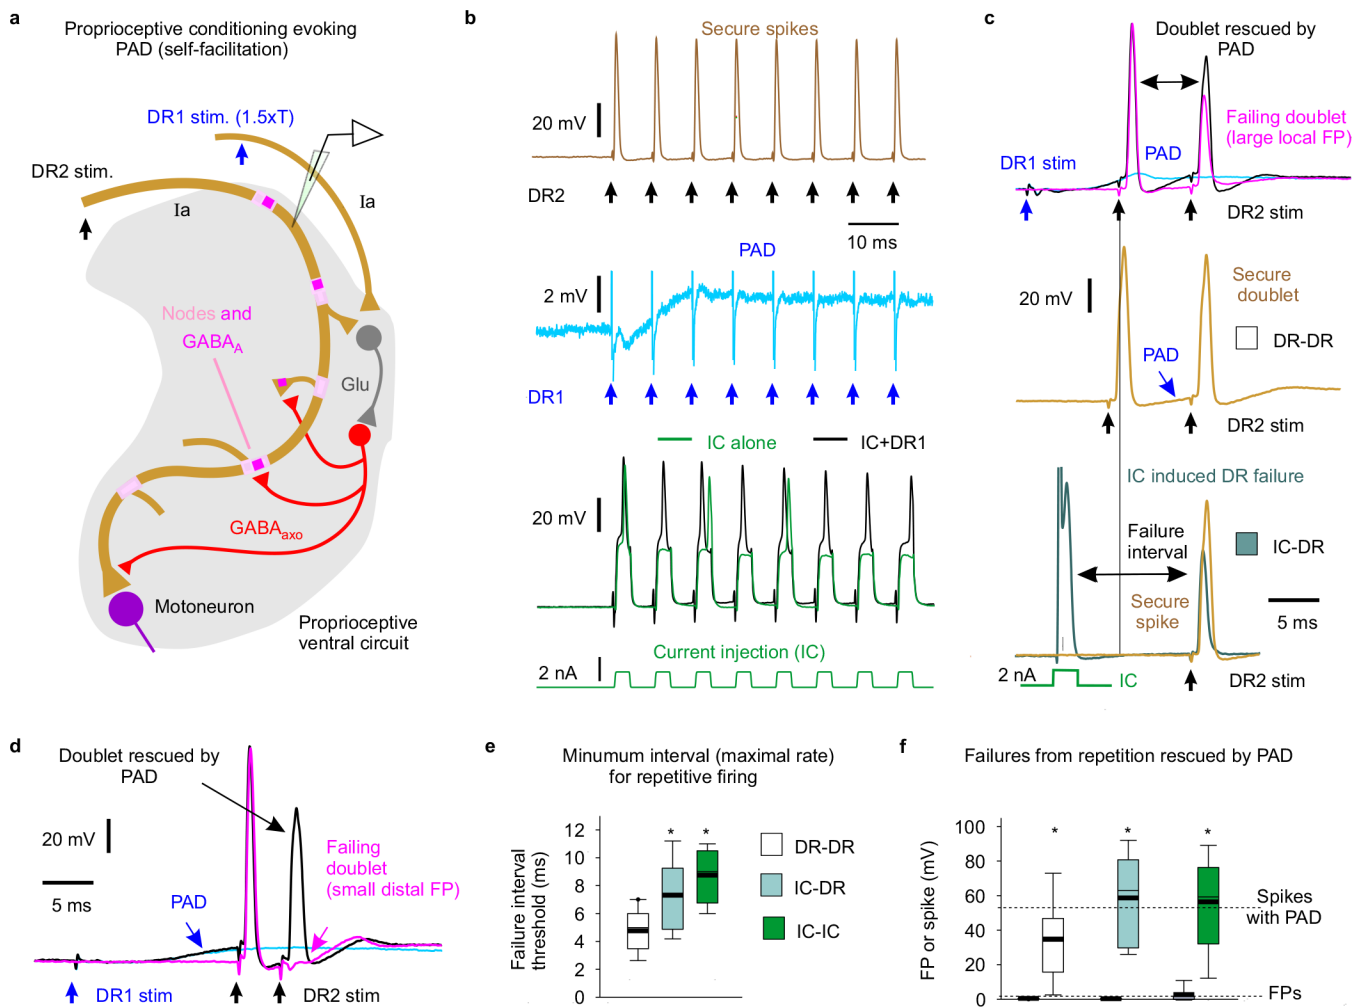 a
Proprioceptive conditioning evoking
PAD (self-facilitation)
DR1 stim. (1.5xT)
DR2 stim.
Ia
Ia
Nodes and
GABAA
Glu
GABAaxo
Motoneuron
Proprioceptive
ventral circuit
b
Secure spikes
20 mV
DR2
10 ms
PAD
2 mV
DR1
IC alone
IC+DR1
20 mV
Current injection (IC)
2 nA
c
Doublet rescued by
PAD
Failing doublet
(large local FP)
PAD
DR1 stim
DR2 stim
20 mV
Secure
doublet
DR-DR
PAD
DR2 stim
IC induced DR failure
Failure
interval
IC-DR
Secure
spike
5 ms
2 nA
IC
DR2 stim
d
Doublet rescued by
PAD
20 mV
5 ms
Failing
doublet
(small distal FP)
PAD
DR1 stim
DR2 stim
e
Minumum interval (maximal rate)
for repetitive firing
Failure interval
threshold (ms)
12
10
8
6
4
2
0
*
*
DR-DR
IC-DR
IC-IC
f
Failures from repetition rescued by PAD
FP or spike (mV)
100
80
60
40
20
0
*
*
*
Spikes
with PAD
FPs